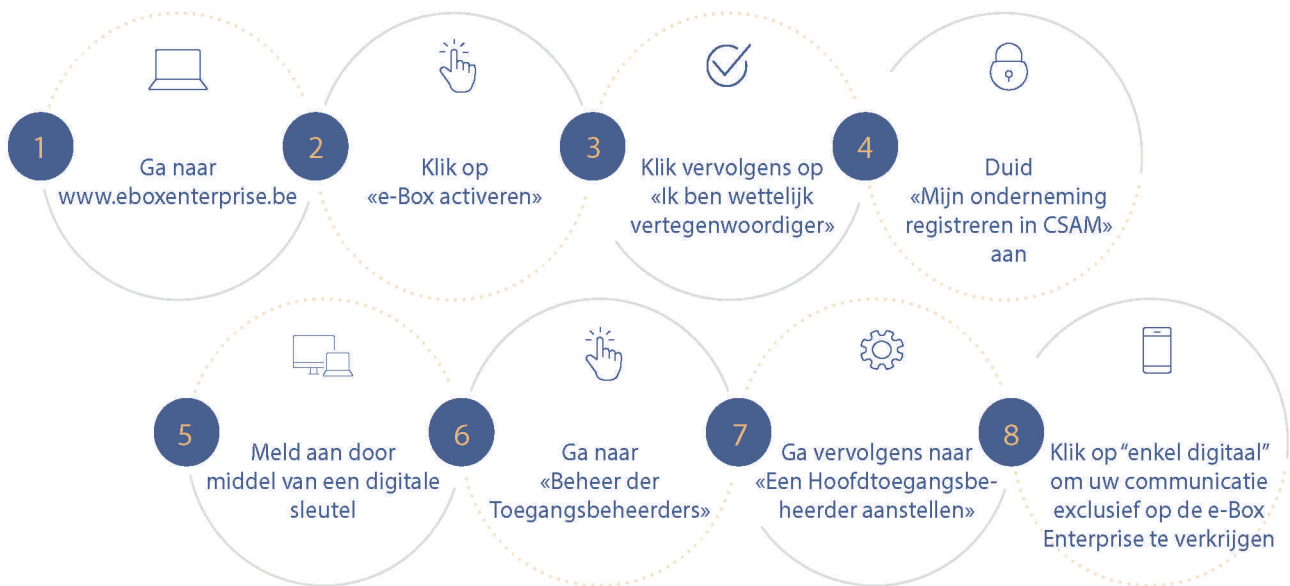 1
Ga naar
www.eboxenterprise.be
2
Klik op
«e-Box activeren»
3
Klik vervolgens op
«Ik ben wettelijk
vertegenwoordiger»
4
Duid
«Mijn onderneming
registreren in CSAM»
aan
5
Meld aan door
middel van een digitale
sleutel
6
Ga naar
«Beheer der
Toegangsbeheerders»
7
Ga vervolgens naar
«Een Hoofdtoegangsbe-
heerder aanstellen»
8
Klik op “enkel digitaal”
om uw communicatie
exclusief op de e-Box
Enterprise te verkrijgen